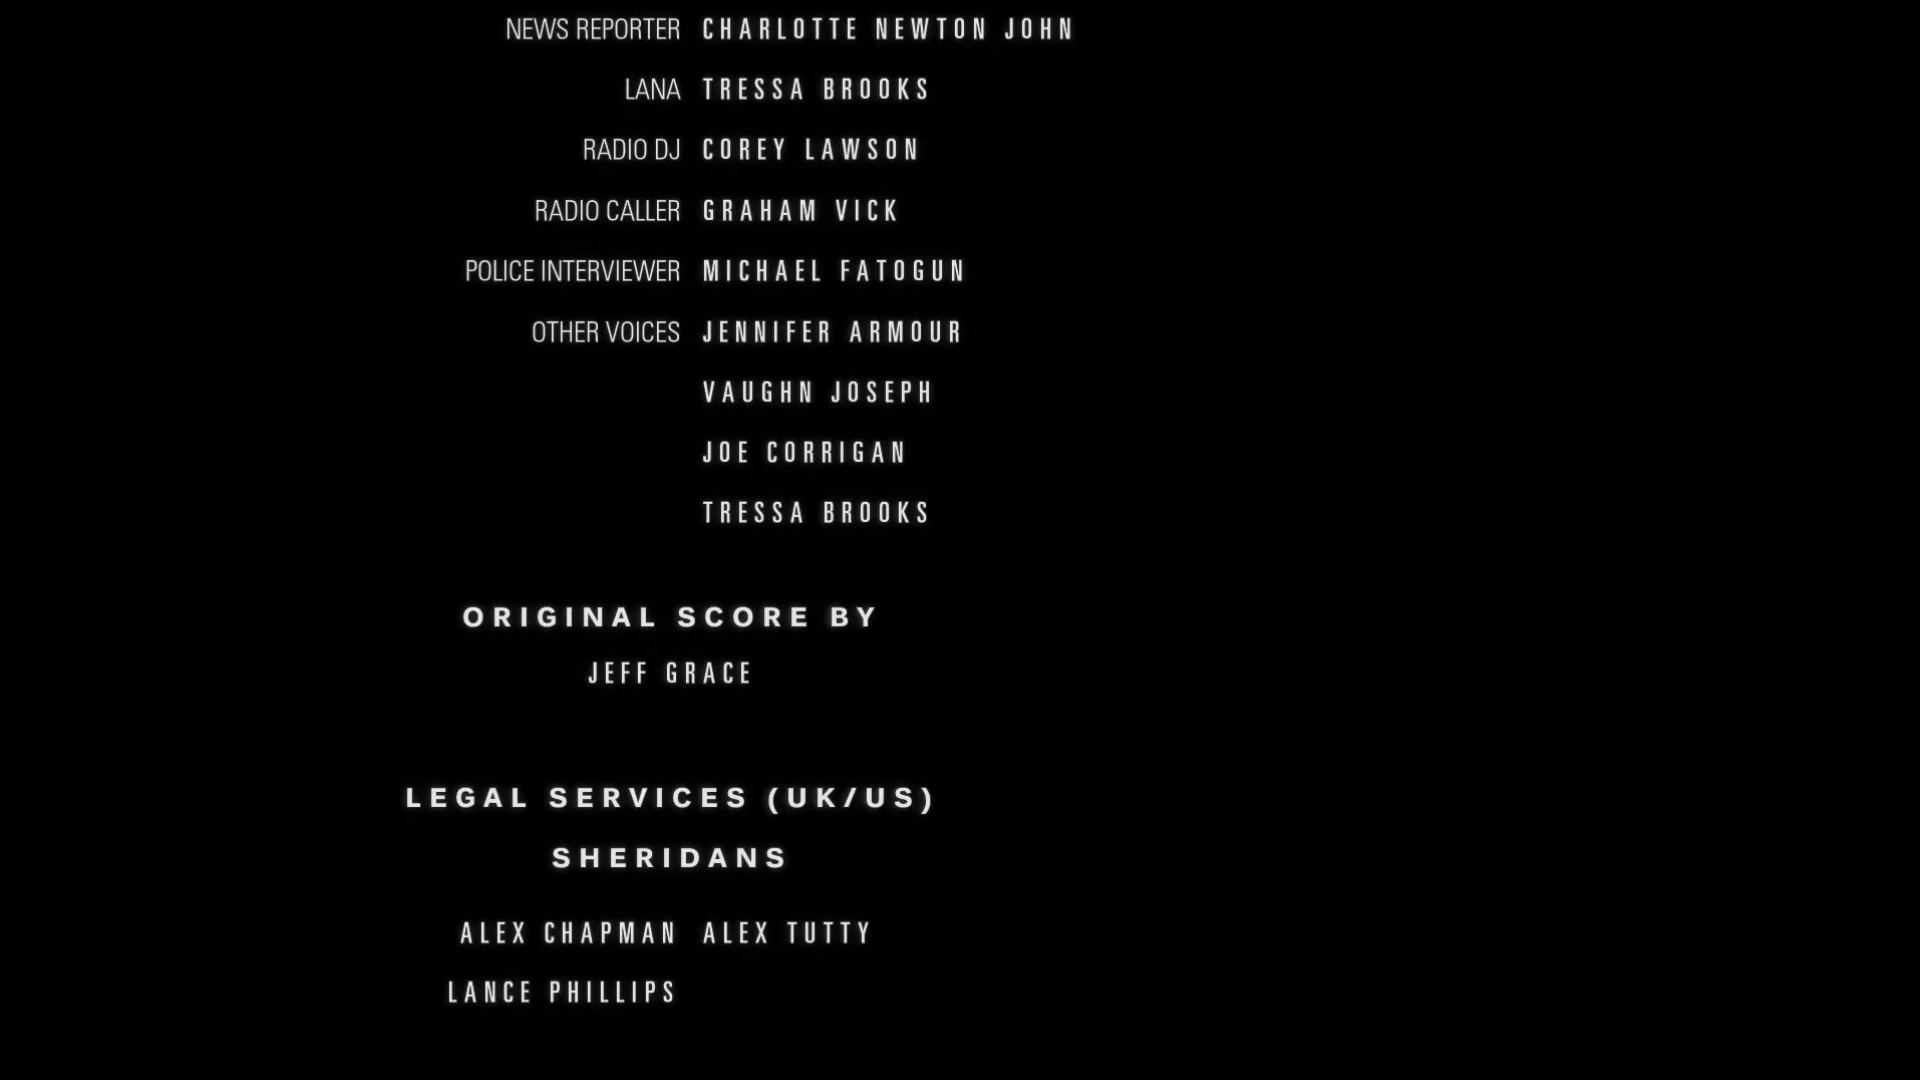 NEWS REPORTER CHARLOTTE NEWTON JOHN
LANA TRESSA BROOKS
RADIO DJ COREY LAWSON
RADIO CALLER GRAHAM VICK
POLICE INTERVIEWER MICHAEL FATOGUN
OTHER VOICES JENNIFER ARMOUR
VAUGHN JOSEPH
JOE CORRIGAN
TRESSA BROOKS
ORIGINAL SCORE BY
JEFF GRACE
LEGAL SERVICES (UK/US)
SHERIDANS
ALEX CHAPMAN ALEX TUTTY
LANCE PHILLIPS